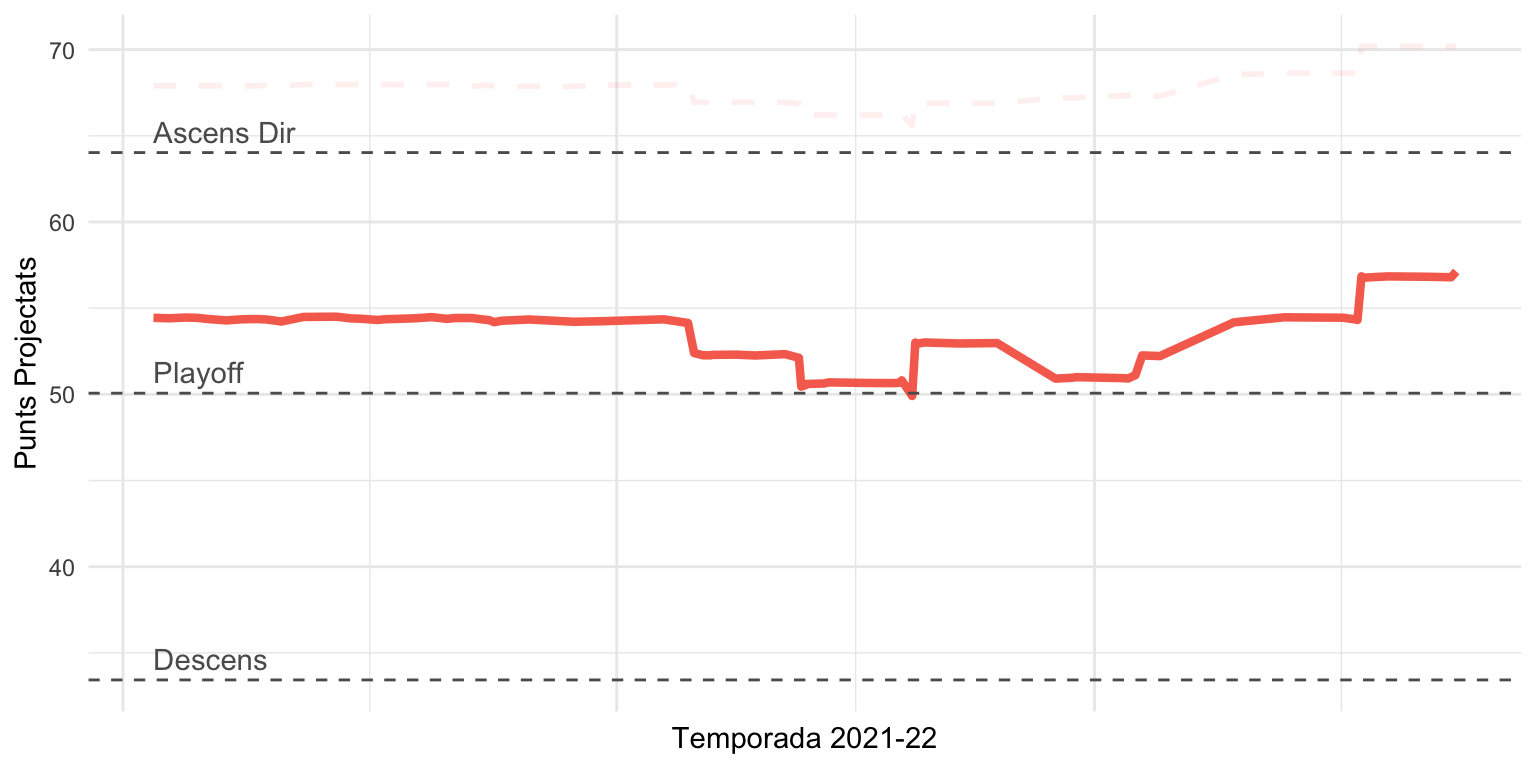 70
Ascens Dir
60
Playoff
50
40
Descens
Punts Projectats
Temporada 2021-22